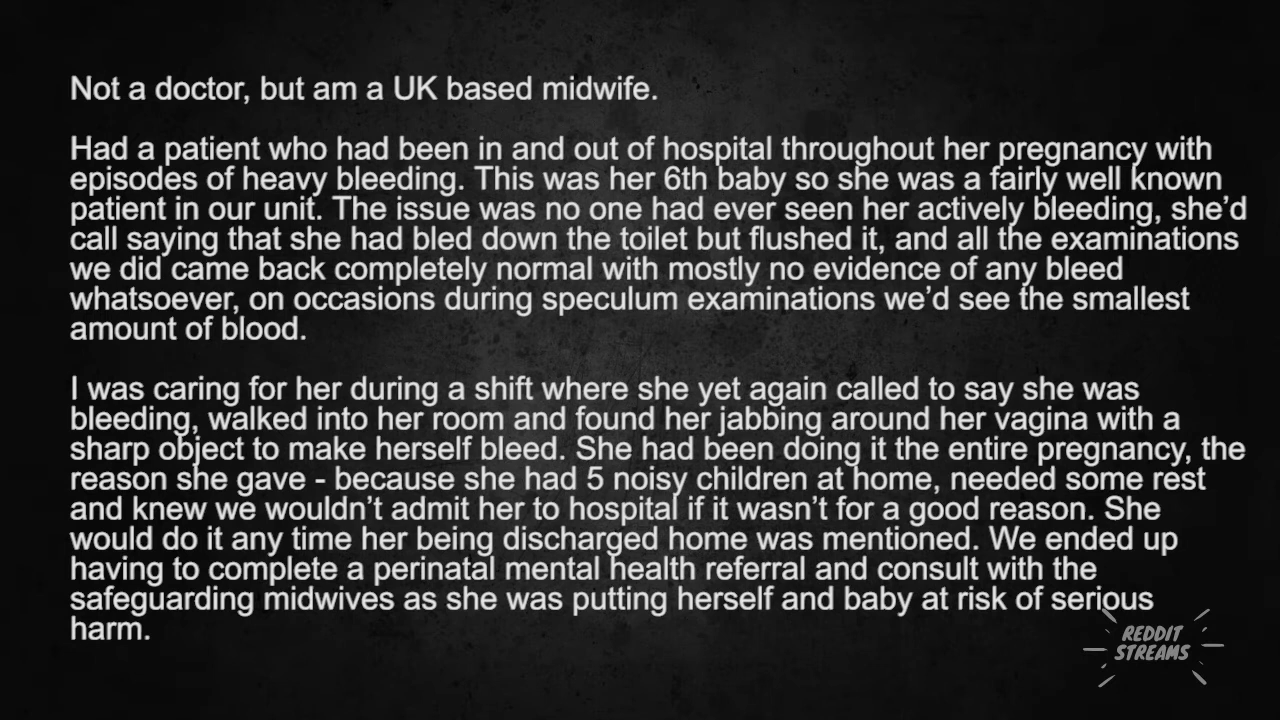 Not a doctor, but am a UK based midwife.
Had a patient who had been in and out of hospital throughout her pregnancy with
episodes of heavy bleeding. This was her 6th baby so she was a fairly well known
patient in our unit. The issue was no one had ever seen her actively bleeding, she’d
call saying that she had bled down the toilet but flushed it, and all the examinations
we did came back completely normal with mostly no evidence of any bleed
whatsoever, on occasions during speculum examinations we’d see the smallest
amount of blood.
I was caring for her during a shift where she yet again called to say she was
bleeding, walked into her room and found her jabbing around her vagina with a
sharp object to make herself bleed. She had been doing it the entire pregnancy, the
reason she gave - because she had 5 noisy children at home, needed some rest
and knew we wouldn’t admit her to hospital if it wasn’t for a good reason. She
would do it any time her being discharged home was mentioned. We ended up
having to complete a perinatal mental health referral and consult with the
safeguarding midwives as she was putting herself and baby at risk of serious
harm.
REDDIT
STREAMS